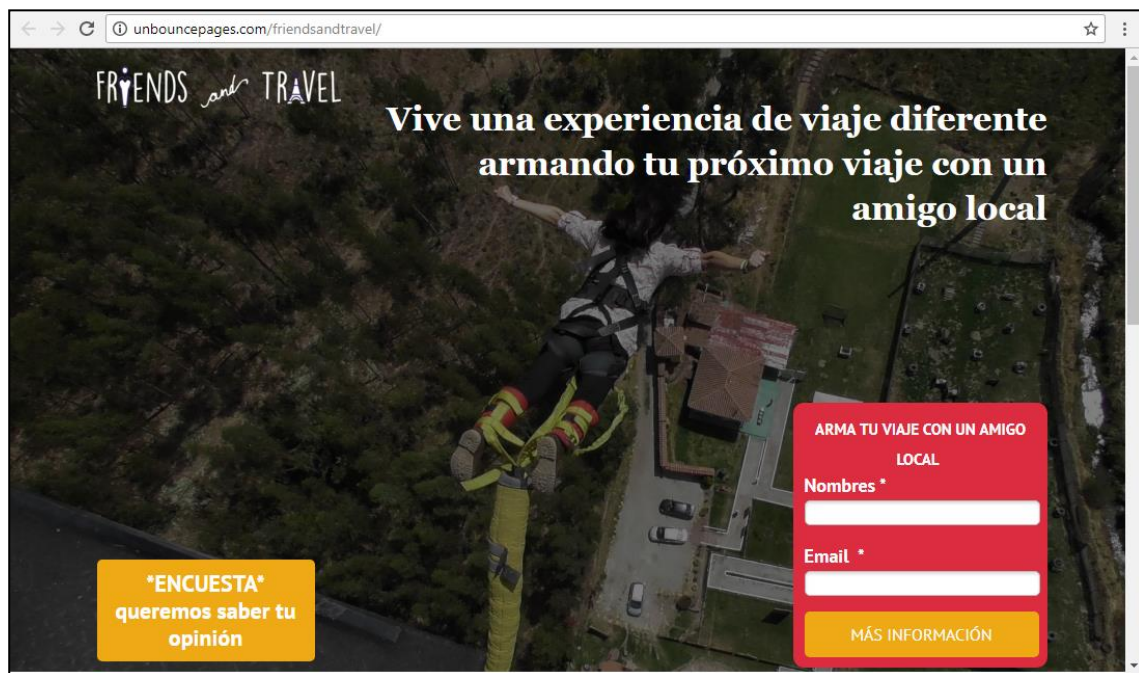 unbouncepages.com/friendsandtravel/
FRIENDS and TRAVEL
Vive una experiencia de viaje diferente
armando tu próximo viaje con un
amigo local
ARMA TU VIAJE CON UN AMIGO
LOCAL
Nombres *
Email *
MÁS INFORMACIÓN
*ENCUESTA*
queremos saber tu
opinión